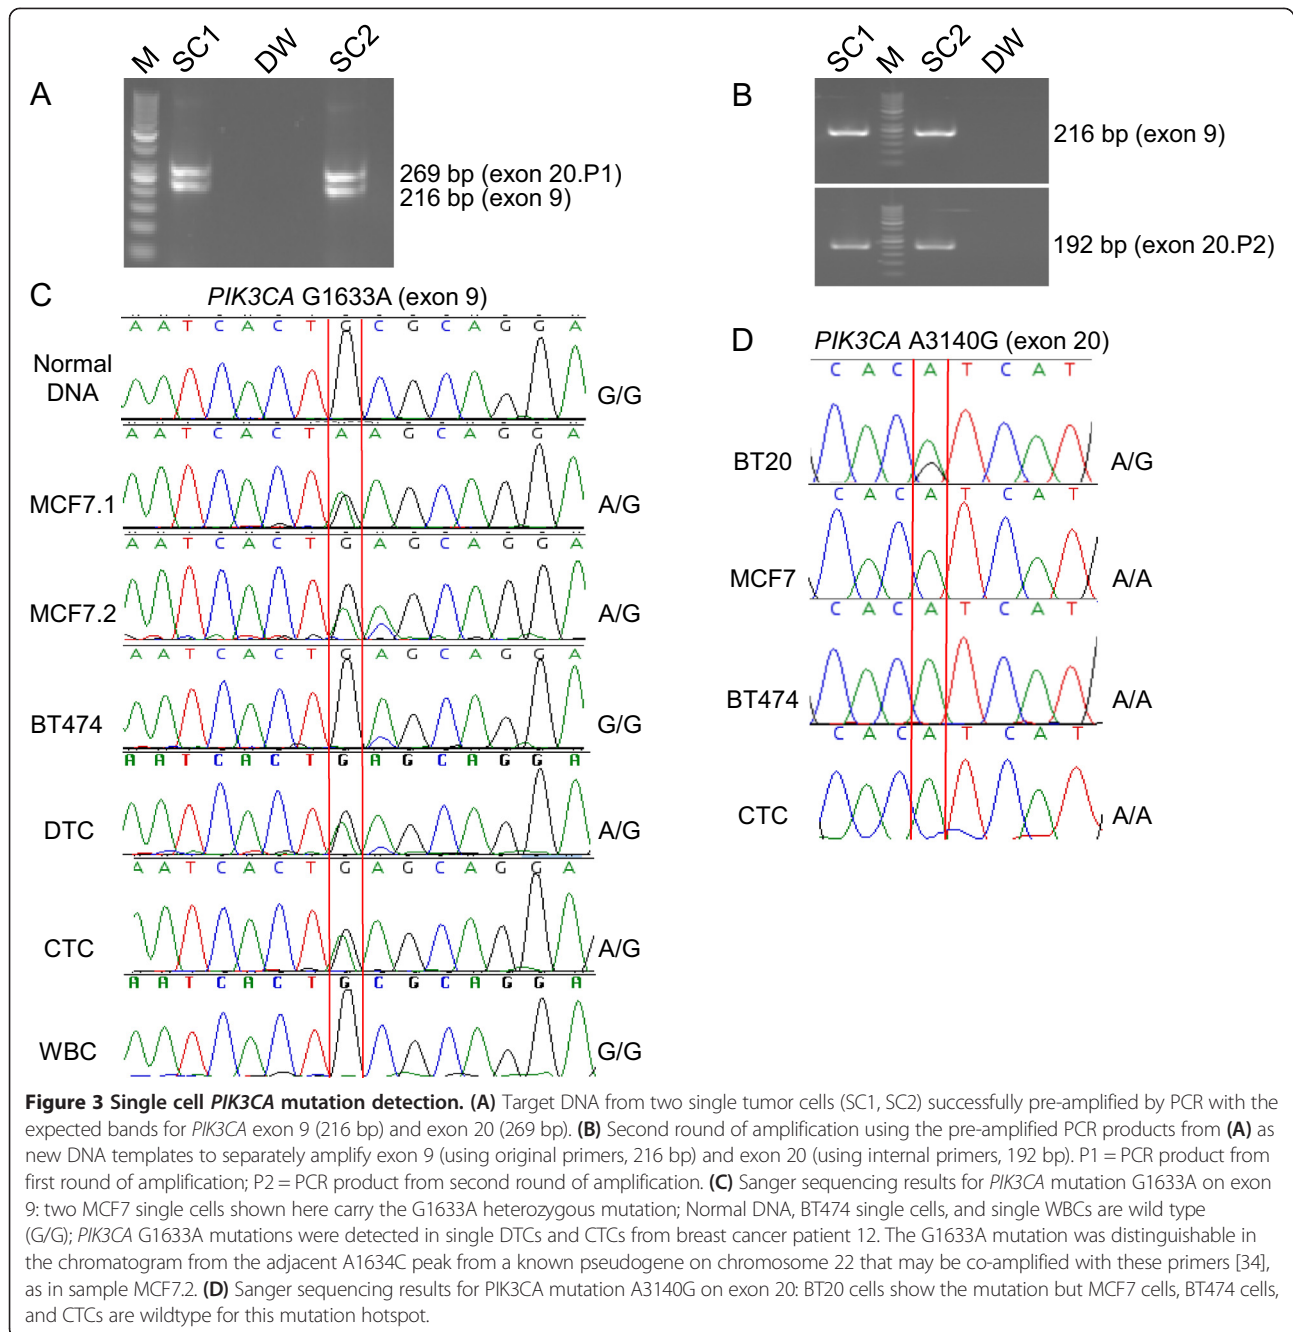 A
M SC1 DW SC2
269 bp (exon 20.P1)
216 bp (exon 9)
B
SC1 M SC2 DW
216 bp (exon 9)
192 bp (exon 20.P2)
C
PIK3CA G1633A (exon 9)
A A T C A C T G C G C A G G A
Normal
DNA
G/G
A A T C A C T A A G C A G G A
MCF7.1
A/G
A A T C A C T G A G C A G G A
MCF7.2
A/G
A A T C A C T G A G C A G G A
BT474
G/G
A A T C A C T G A G C A G G A
DTC
A/G
A A T C A C T G A G C A G G A
CTC
A/G
A A T C A C T G C G C A G G A
WBC
G/G
D
PIK3CA A3140G (exon 20)
C A C A T C A T
BT20
A/G
C A C A T C A T
MCF7
A/A
C A C A T C A T
BT474
A/A
C A C A T C A T
CTC
A/A
Figure 3 Single cell PIK3CA mutation detection. (A) Target DNA from two single tumor cells (SC1, SC2) successfully pre-amplified by PCR with the
expected bands for PIK3CA exon 9 (216 bp) and exon 20 (269 bp). (B) Second round of amplification using the pre-amplified PCR products from (A) as
new DNA templates to separately amplify exon 9 (using original primers, 216 bp) and exon 20 (using internal primers, 192 bp). P1 = PCR product from
first round of amplification; P2 = PCR product from second round of amplification. (C) Sanger sequencing results for PIK3CA mutation G1633A on exon
9: two MCF7 single cells shown here carry the G1633A heterozygous mutation; Normal DNA, BT474 single cells, and single WBCs are wild type
(G/G); PIK3CA G1633A mutations were detected in single DTCs and CTCs from breast cancer patient 12. The G1633A mutation was distinguishable in
the chromatogram from the adjacent A1634C peak from a known pseudogene on chromosome 22 that may be co-amplified with these primers [34],
as in sample MCF7.2. (D) Sanger sequencing results for PIK3CA mutation A3140G on exon 20: BT20 cells show the mutation but MCF7 cells, BT474 cells,
and CTCs are wildtype for this mutation hotspot.